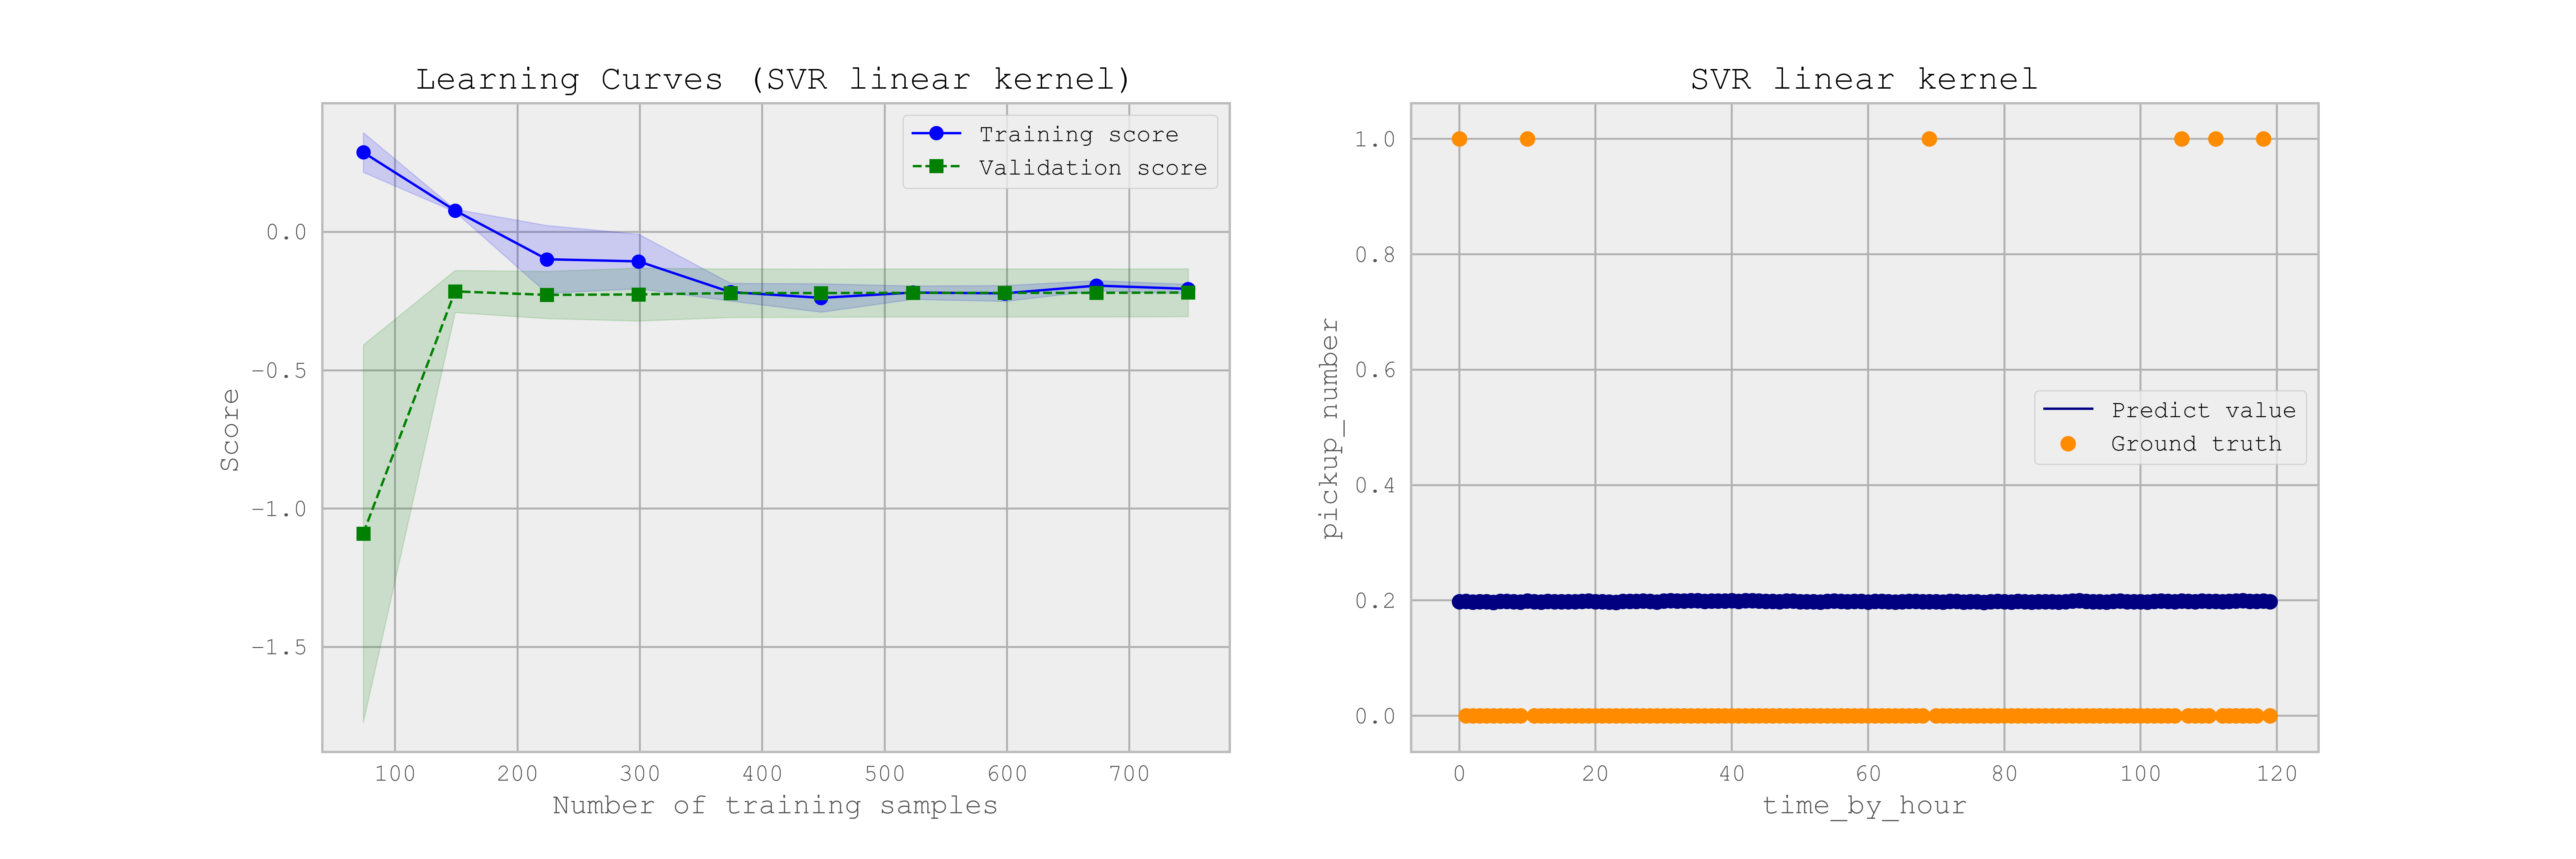 Learning Curves (SVR linear kernel)
Training score
Validation score
0.0
-0.5
-1.0
-1.5
Score
100 200 300 400 500 600 700
Number of training samples
SVR linear kernel
1.0
0.8
0.6
0.4
0.2
0.0
pickup_number
Predict value
Ground truth
0 20 40 60 80 100 120
time_by_hour